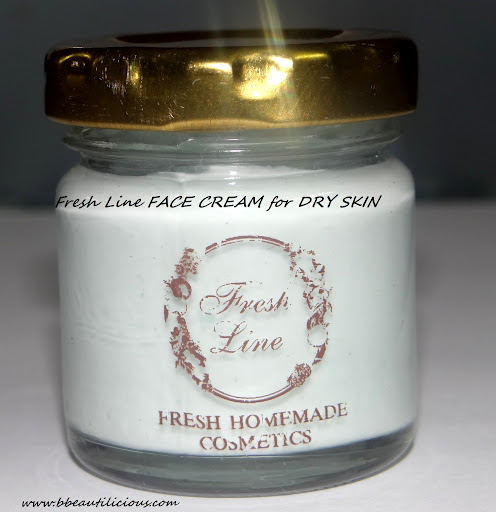 Fresh Line FACE CREAM for DRY SKIN
Fresh
Line
FRESH HOMEMADE
COSMETICS
www.bbeautilicious.com